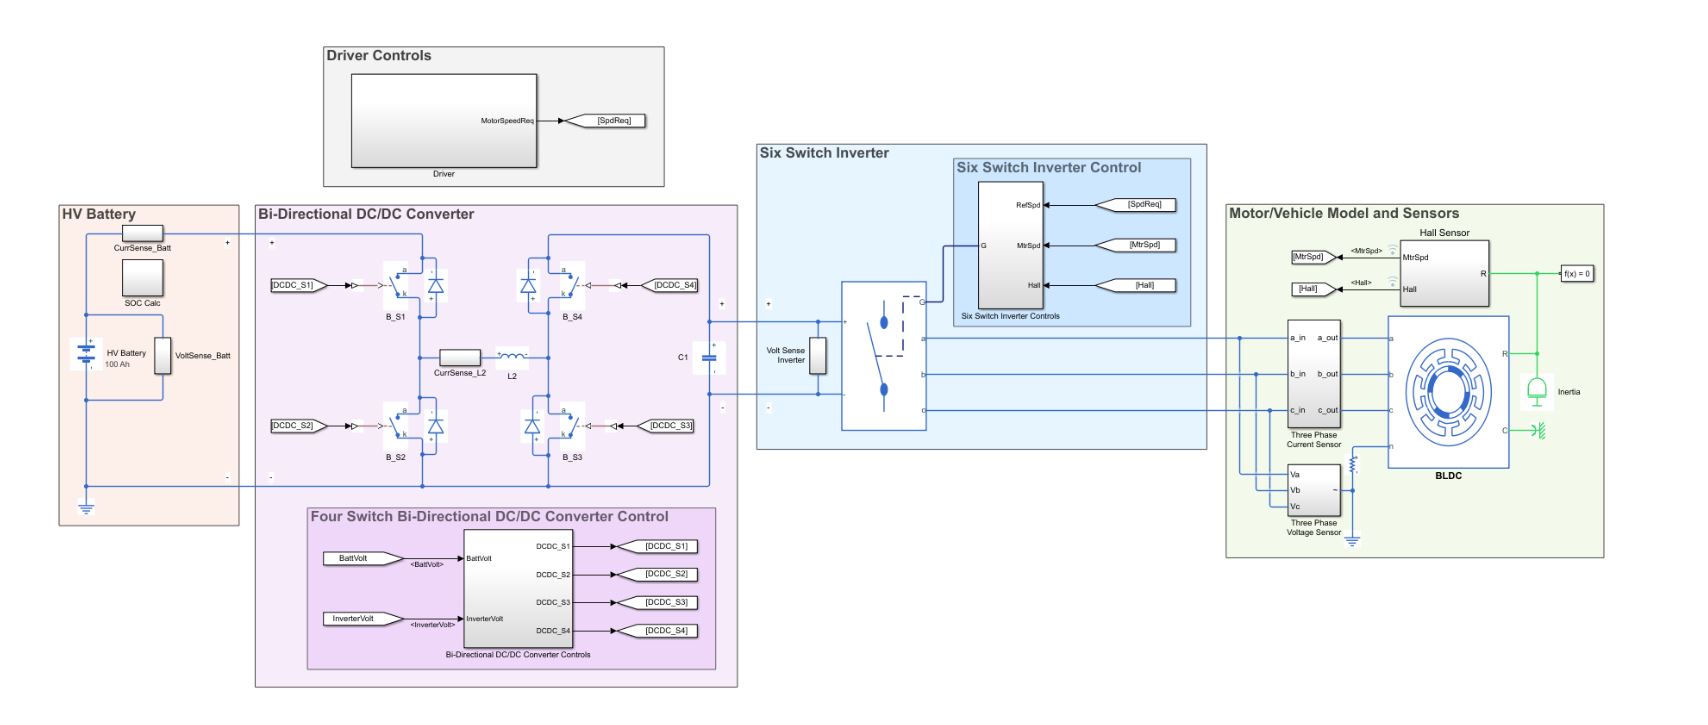 Driver Controls
MotorSpeedReq
[SpdReq]
Driver
HV Battery
CurrSense_Batt
SOC Calc
HV Battery
100 Ah
VoltSense_Batt
+
-
Bi-Directional DC/DC Converter
+
-
[DCDC_S1]
a
k
B_S1
[DCDC_S4]
a
k
B_S4
CurrSense_L2
L2
C1
[DCDC_S2]
a
k
B_S2
[DCDC_S3]
a
k
B_S3
+
-
Four Switch Bi-Directional DC/DC Converter Control
BattVolt
<BattVolt>
BattVolt
InverterVolt
<InverterVolt>
InverterVolt
DCDC_S1
DCDC_S2
DCDC_S3
DCDC_S4
[DCDC_S1]
[DCDC_S2]
[DCDC_S3]
[DCDC_S4]
Bi-Directional DC/DC Converter Controls
Six Switch Inverter
+
-
Volt Sense
Inverter
+
-
G
a
b
c
Six Switch Inverter Control
G
RefSpd
MtrSpd
Hall
[SpdReq]
[MtrSpd]
[Hall]
Six Switch Inverter Controls
Motor/Vehicle Model and Sensors
Hall Sensor
[MtrSpd]
<MtrSpd>
MtrSpd
[Hall]
<Hall>
Hall
R
f(x) = 0
a_in
a_out
b_in
b_out
c_in
c_out
Three Phase
Current Sensor
a
b
c
n
R
C
BLDC
Inertia
Va
Vb
Vc
~
Three Phase
Voltage Sensor